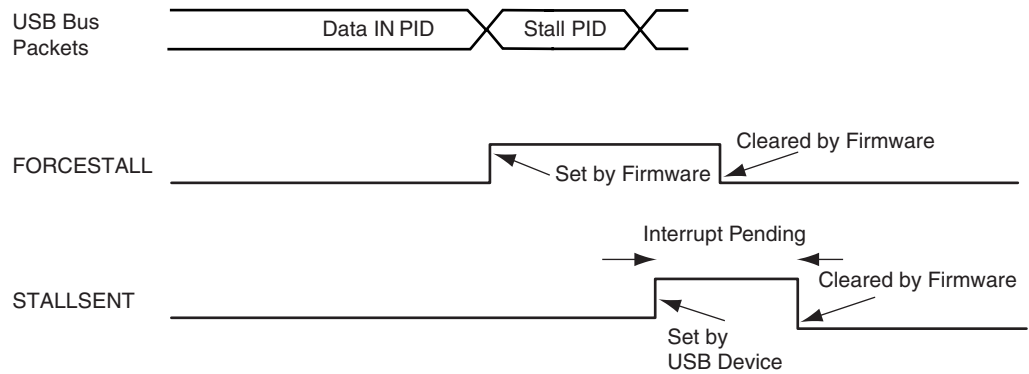 USB Bus
Packets
Data IN PID
Stall PID
FORCESTALL
Set by Firmware
Cleared by Firmware
Interrupt Pending
STALLSENT
Set by
USB Device
Cleared by Firmware